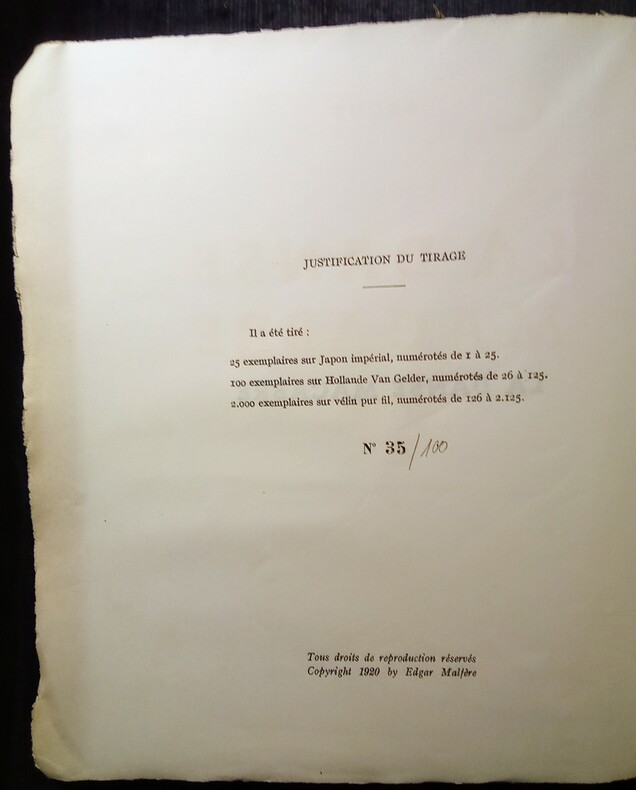 JUSTIFICATION DU TIRAGE
Il a été tiré :
25 exemplaires sur Japon impérial, numérotés de 1 à 25.
100 exemplaires sur Hollande Van Gelder, numérotés de 26 à 125.
2.000 exemplaires sur vélin pur fil, numérotés de 126 à 2.125.
N° 35/100
Tous droits de reproduction réservés
Copyright 1920 by Edgar Malfère